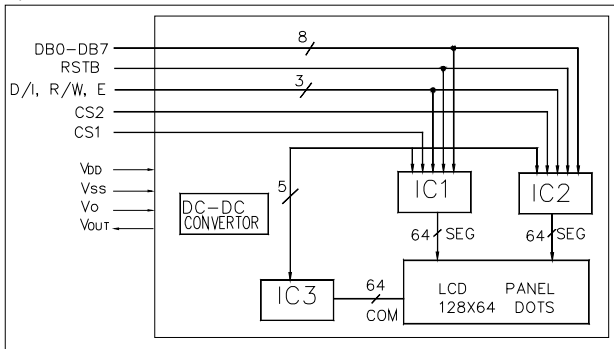 DB0-DB7
8
RSTB
D/I, R/W, E
3
CS2
CS1
VDD
VSS
VO
VOUT
DC-DC
CONVERTOR
5
IC1
IC2
64
SEG
64
SEG
IC3
64
COM
LCD PANEL
128X64 DOTS